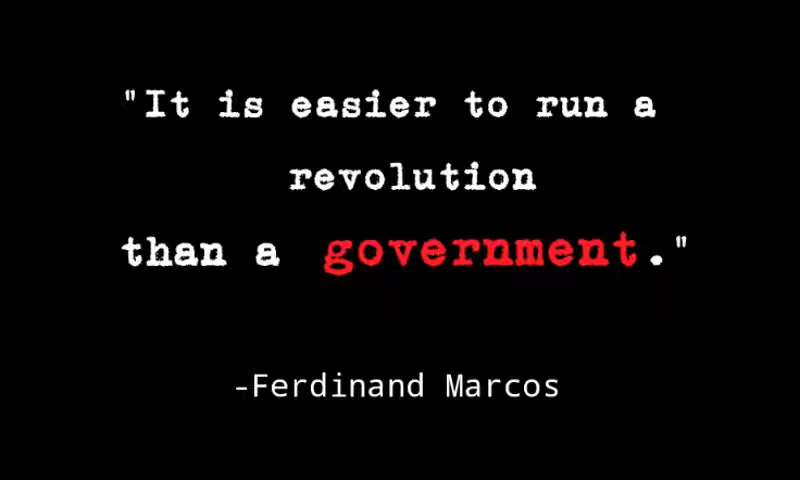 "It is easier to run a
revolution
than a government."
-Ferdinand Marcos